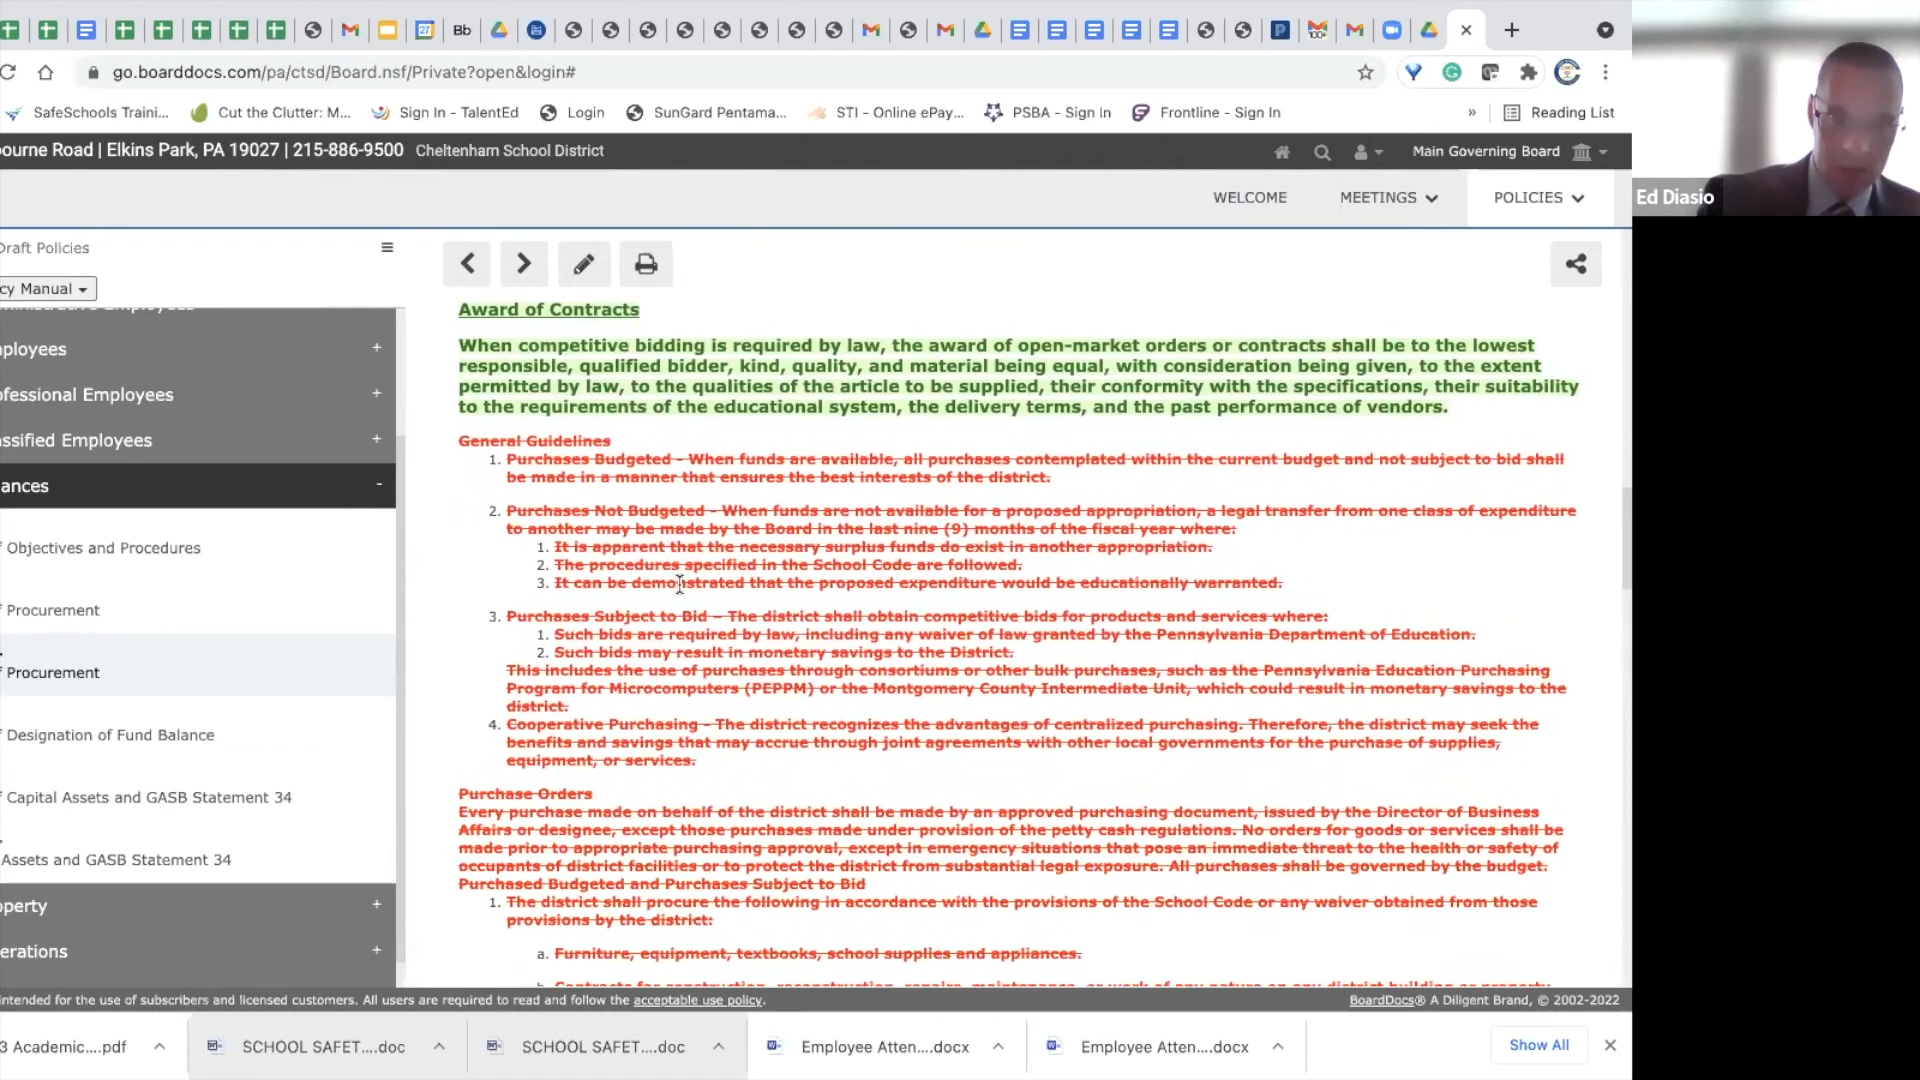 27
Bb
P
100+
go.boarddocs.com/pa/ctsd/Board.nsf/Private?open&login#
SafeSchools Traini...
Cut the Clutter: M...
Sign In - TalentEd
Login
SunGard Pentama...
STI - Online ePay...
PSBA - Sign In
Frontline - Sign In
»
Reading List
ourne Road | Elkins Park, PA 19027 | 215-886-9500 Cheltenham School District
Main Governing Board
WELCOME
MEETINGS
POLICIES
Ed Diasio
Draft Policies
cy Manual
ployees +
ofessional Employees +
assified Employees +
ances -
f Objectives and Procedures
f Procurement
f Procurement
f Designation of Fund Balance
f Capital Assets and GASB Statement 34
Assets and GASB Statement 34
operty +
erations +
Award of Contracts
When competitive bidding is required by law, the award of open-market orders or contracts shall be to the lowest
responsible, qualified bidder, kind, quality, and material being equal, with consideration being given, to the extent
permitted by law, to the qualities of the article to be supplied, their conformity with the specifications, their suitability
to the requirements of the educational system, the delivery terms, and the past performance of vendors.
General Guidelines
1. Purchases Budgeted - When funds are available, all purchases contemplated within the current budget and not subject to bid shall
be made in a manner that ensures the best interests of the district.
2. Purchases Not Budgeted - When funds are not available for a proposed appropriation, a legal transfer from one class of expenditure
to another may be made by the Board in the last nine (9) months of the fiscal year where:
1. It is apparent that the necessary surplus funds do exist in another appropriation.
2. The procedures specified in the School Code are followed.
3. It can be demonstrated that the proposed expenditure would be educationally warranted.
3. Purchases Subject to Bid – The district shall obtain competitive bids for products and services where:
1. Such bids are required by law, including any waiver of law granted by the Pennsylvania Department of Education.
2. Such bids may result in monetary savings to the District.
This includes the use of purchases through consortiums or other bulk purchases, such as the Pennsylvania Education Purchasing
Program for Microcomputers (PEPPM) or the Montgomery County Intermediate Unit, which could result in monetary savings to the
district.
4. Cooperative Purchasing - The district recognizes the advantages of centralized purchasing. Therefore, the district may seek the
benefits and savings that may accrue through joint agreements with other local governments for the purchase of supplies,
equipment, or services.
Purchase Orders
Every purchase made on behalf of the district shall be made by an approved purchasing document, issued by the Director of Business
Affairs or designee, except those purchases made under provision of the petty cash regulations. No orders for goods or services shall be
made prior to appropriate purchasing approval, except in emergency situations that pose an immediate threat to the health or safety of
occupants of district facilities or to protect the district from substantial legal exposure. All purchases shall be governed by the budget.
Purchased Budgeted and Purchases Subject to Bid
1. The district shall procure the following in accordance with the provisions of the School Code or any waiver obtained from those
provisions by the district:
a. Furniture, equipment, textbooks, school supplies and appliances.
intended for the use of subscribers and licensed customers. All users are required to read and follow the acceptable use policy.
BoardDocs® A Diligent Brand, © 2002-2022
3 Academic....pdf
SCHOOL SAFET....doc
SCHOOL SAFET....doc
Employee Atten....docx
Employee Atten....docx
Show All